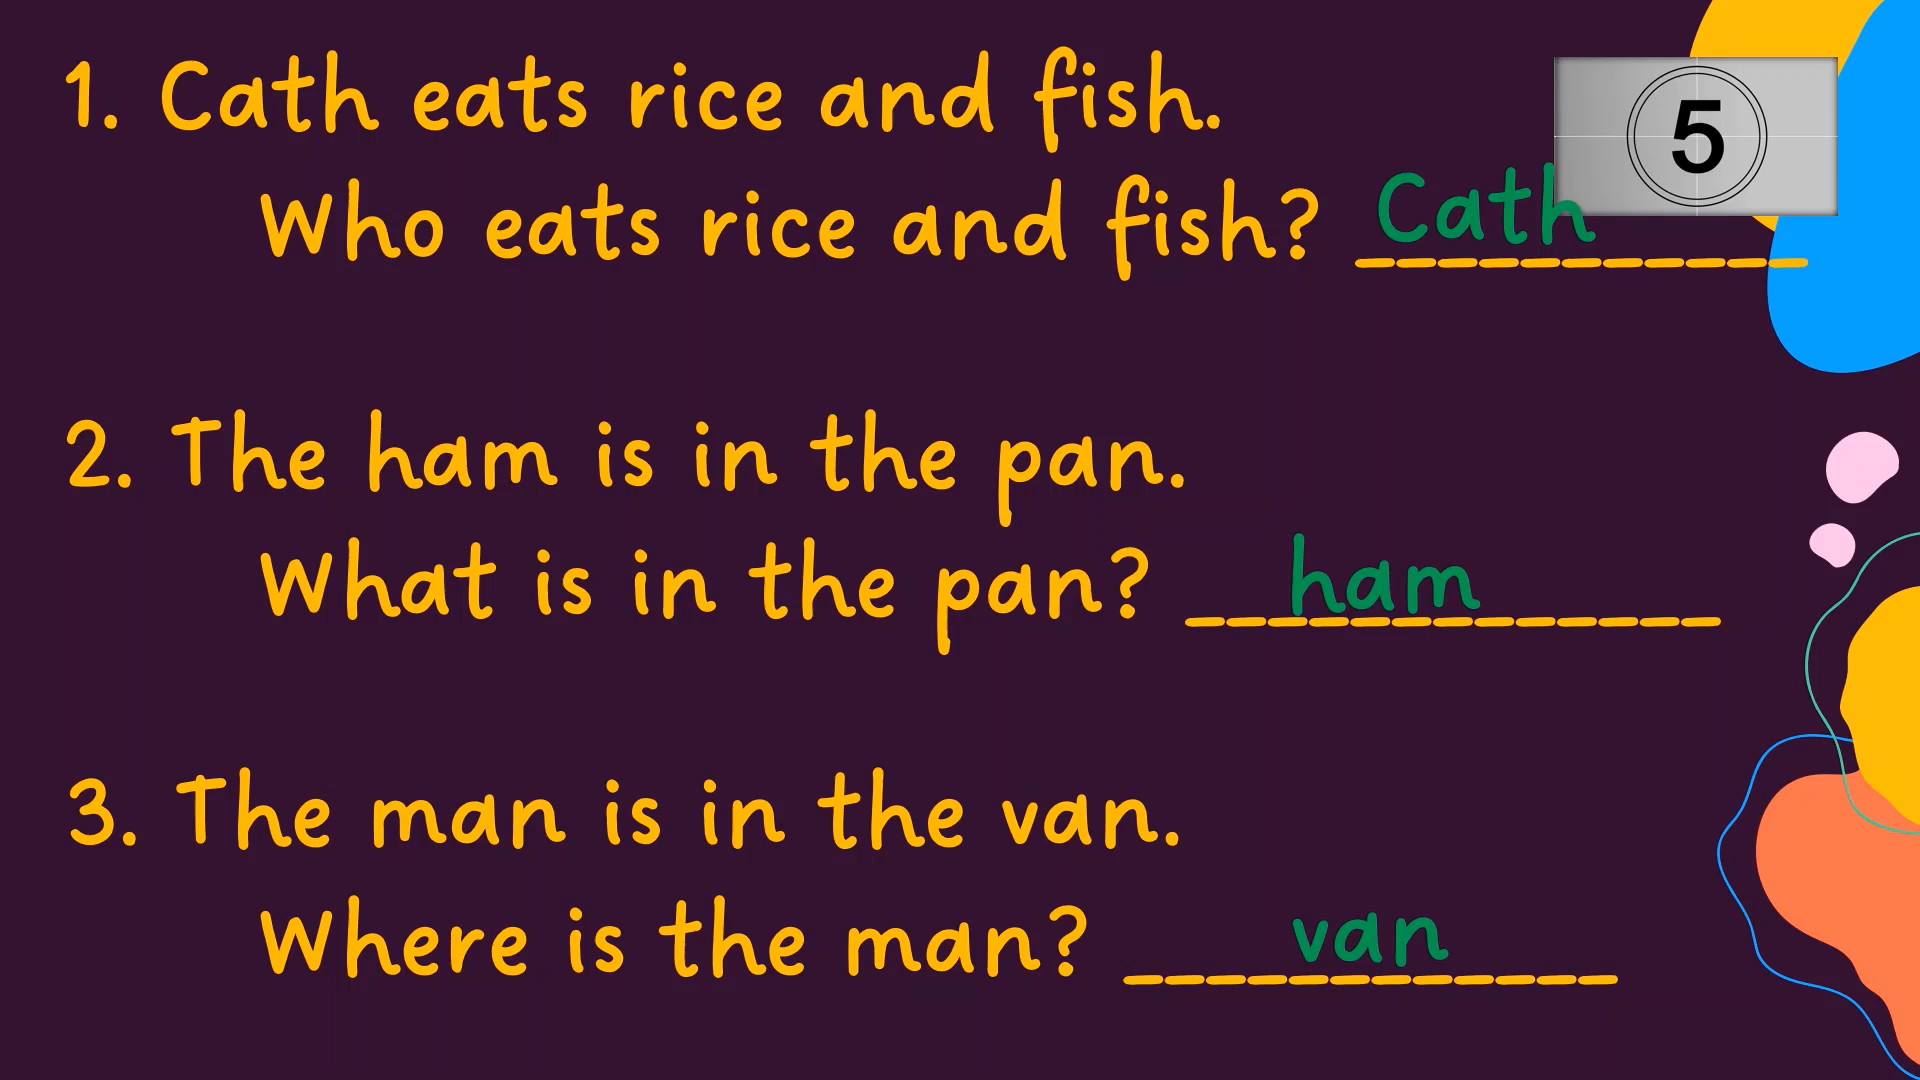 1. Cath eats rice and fish.
5
Who eats rice and fish? Cath
2. The ham is in the pan.
What is in the pan? ham
3. The man is in the van.
Where is the man? van